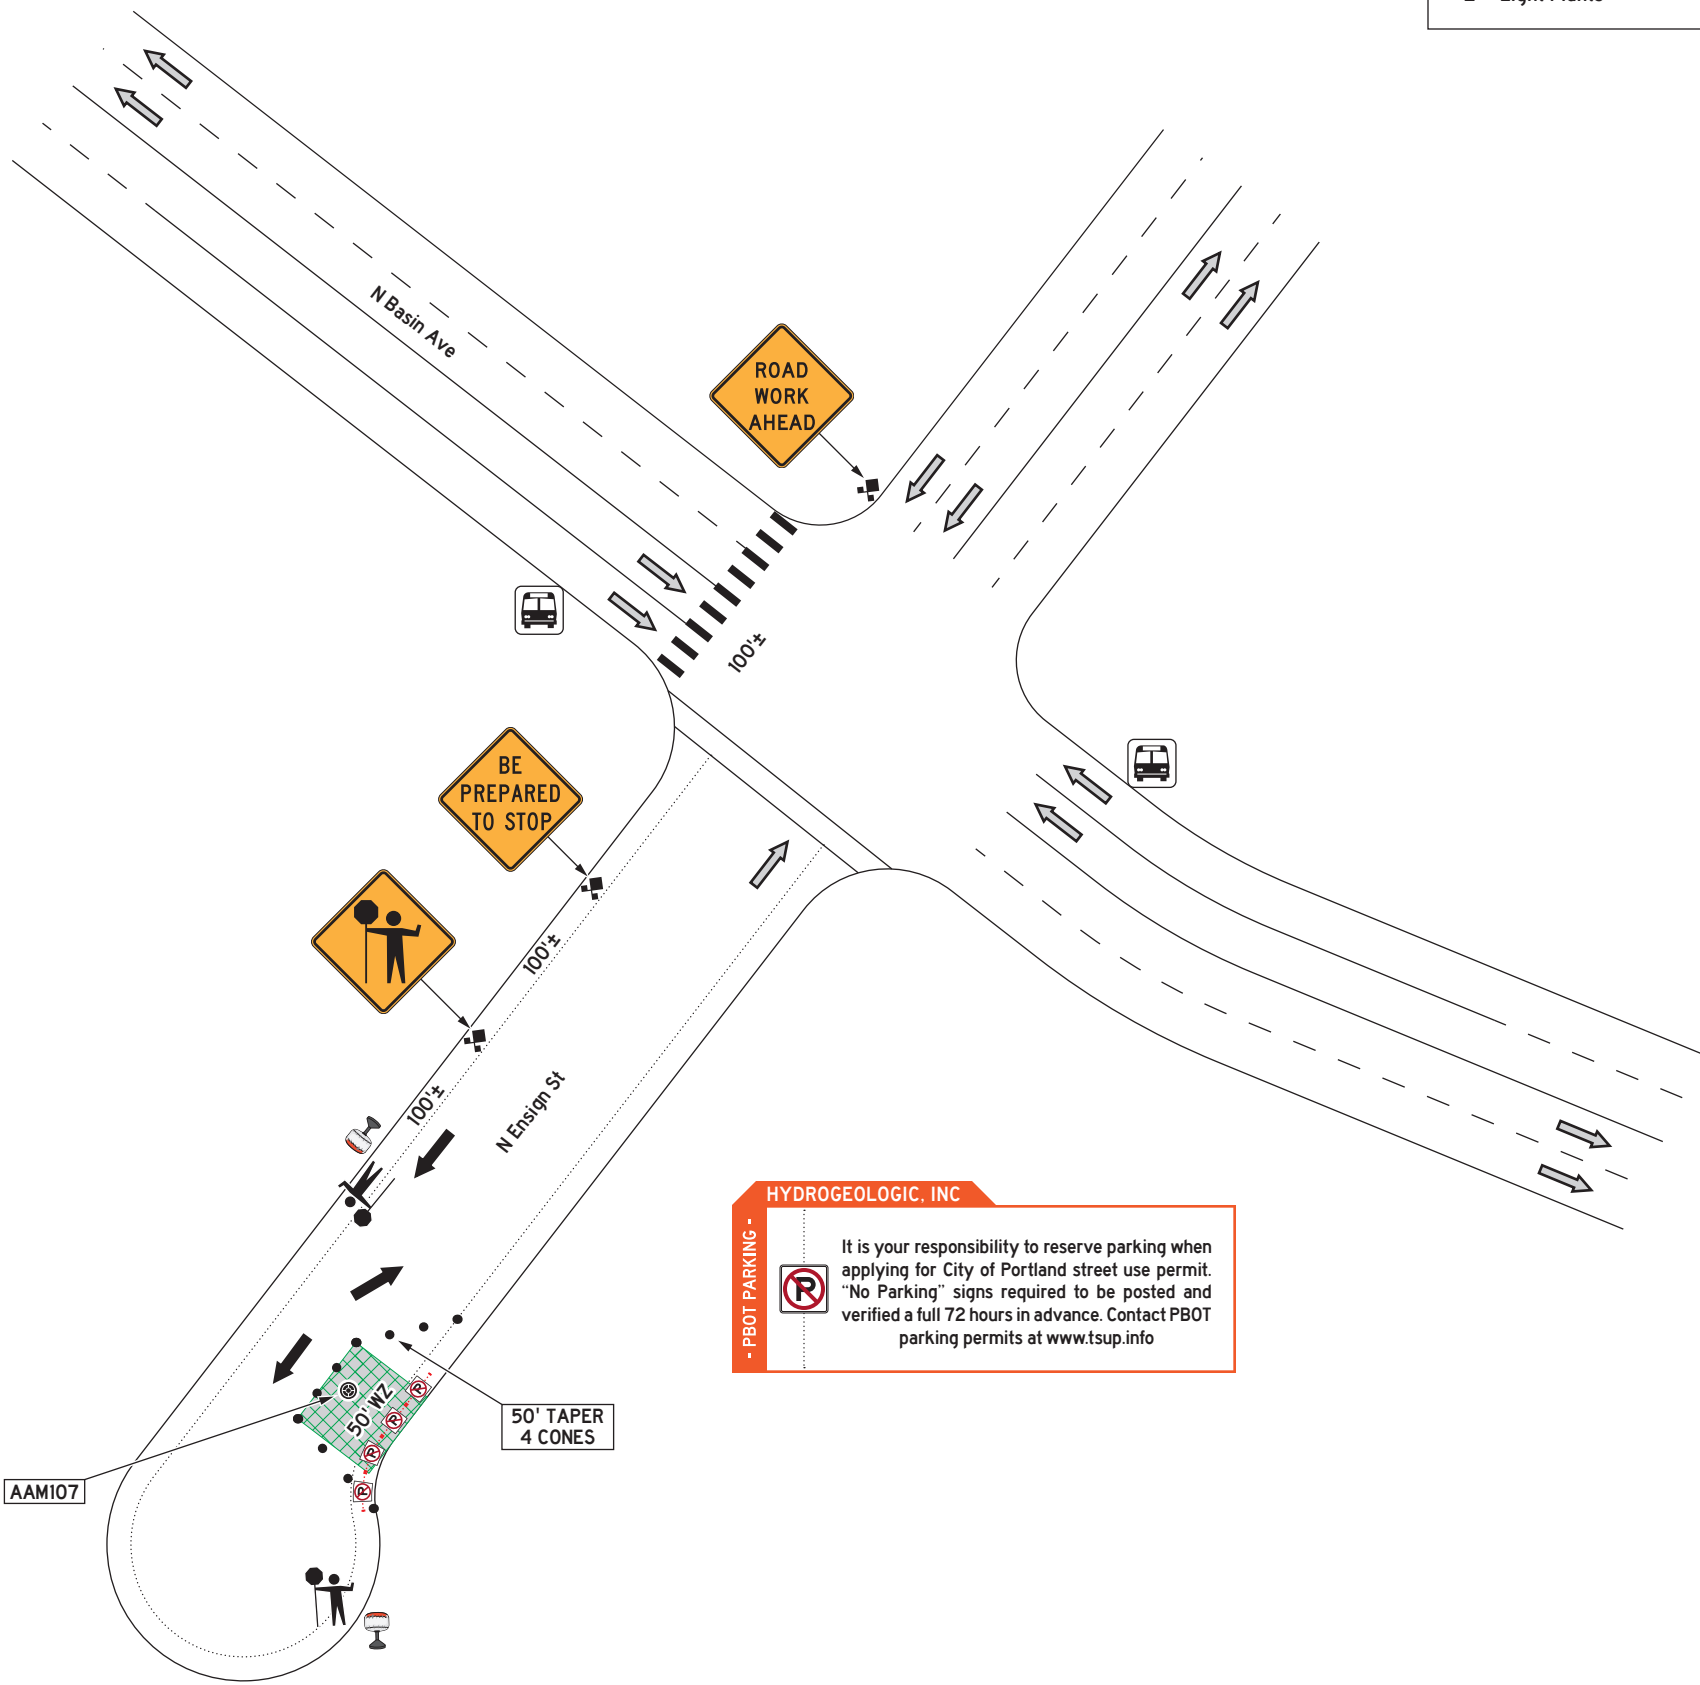 N Basin Ave
ROAD
WORK
AHEAD
100'±
BE
PREPARED
TO STOP
100'±
100'±
N Ensign St
HYDROGEOLOGIC, INC
- PBOT PARKING -
It is your responsibility to reserve parking when
applying for City of Portland street use permit.
“No Parking” signs required to be posted and
verified a full 72 hours in advance. Contact PBOT
parking permits at www.tsup.info
P
50' WZ
P
P
P
P
50' TAPER
4 CONES
AAM107